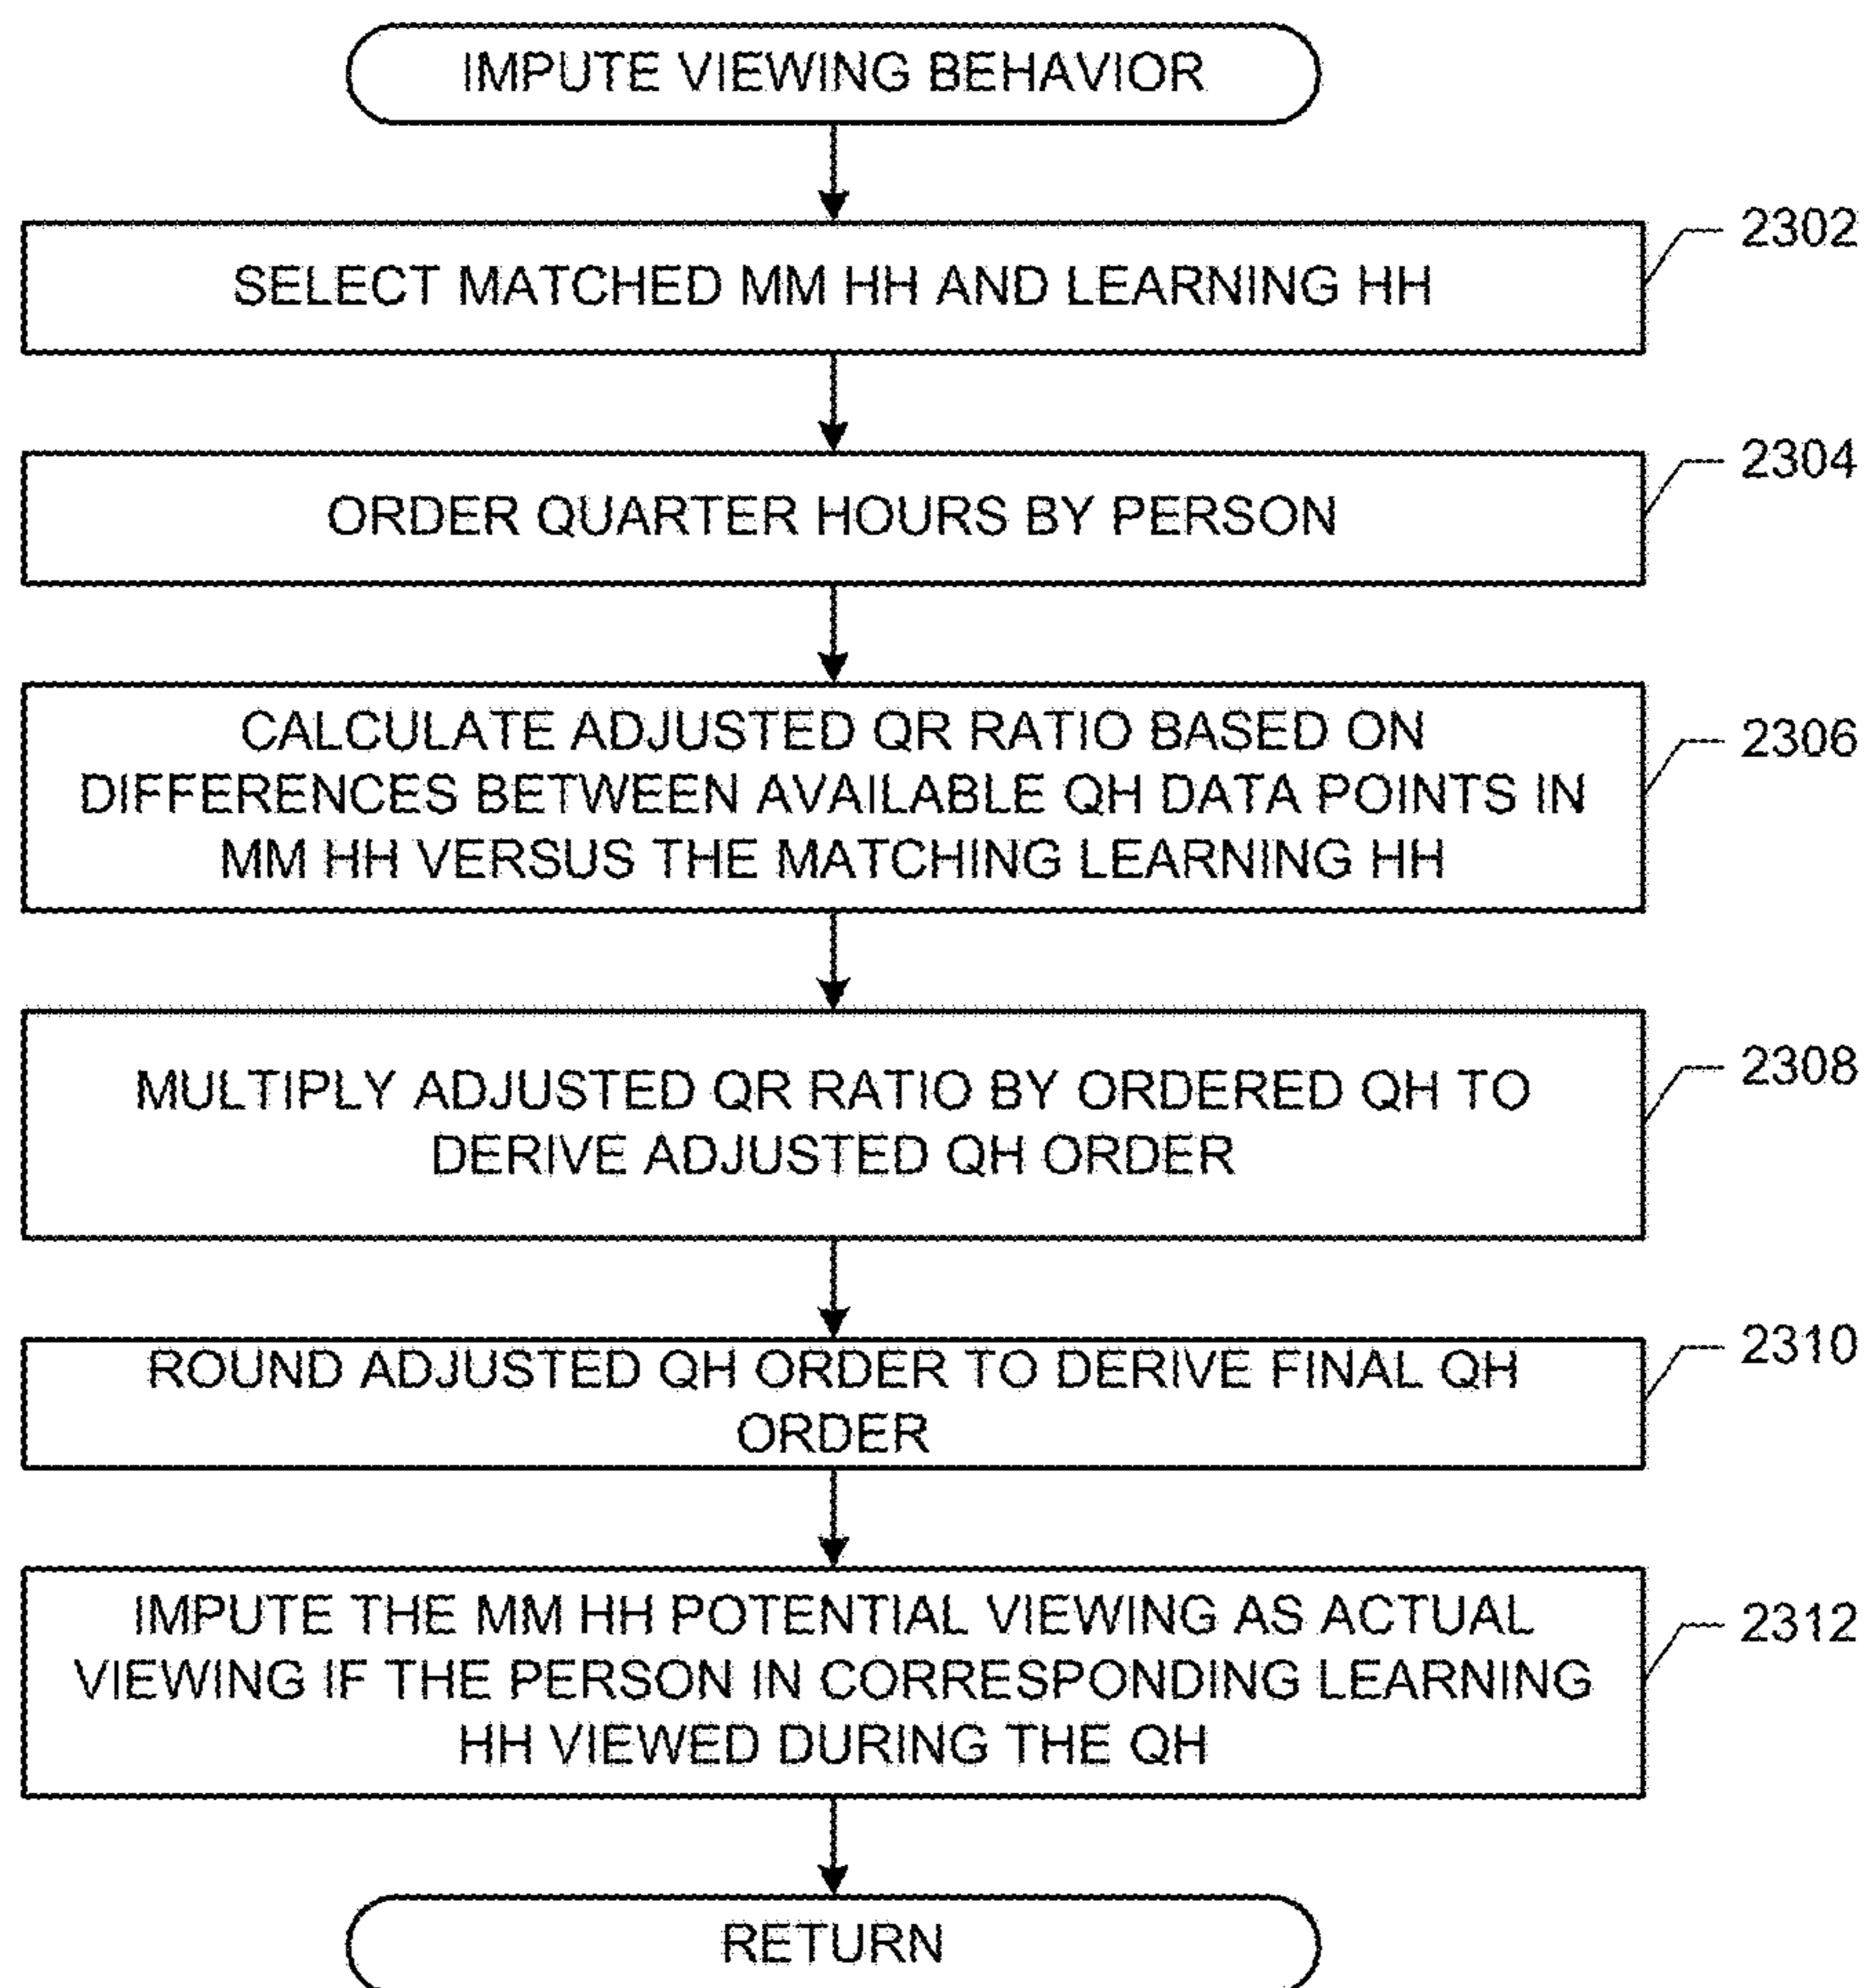 IMPUTE VIEWING BEHAVIOR
SELECT MATCHED MM HH AND LEARNING HH
2302
ORDER QUARTER HOURS BY PERSON
2304
CALCULATE ADJUSTED QR RATIO BASED ON
DIFFERENCES BETWEEN AVAILABLE QH DATA POINTS IN
MM HH VERSUS THE MATCHING LEARNING HH
2306
MULTIPLY ADJUSTED QR RATIO BY ORDERED QH TO
DERIVE ADJUSTED QH ORDER
2308
ROUND ADJUSTED QH ORDER TO DERIVE FINAL QH
ORDER
2310
IMPUTE THE MM HH POTENTIAL VIEWING AS ACTUAL
VIEWING IF THE PERSON IN CORRESPONDING LEARNING
HH VIEWED DURING THE QH
2312
RETURN